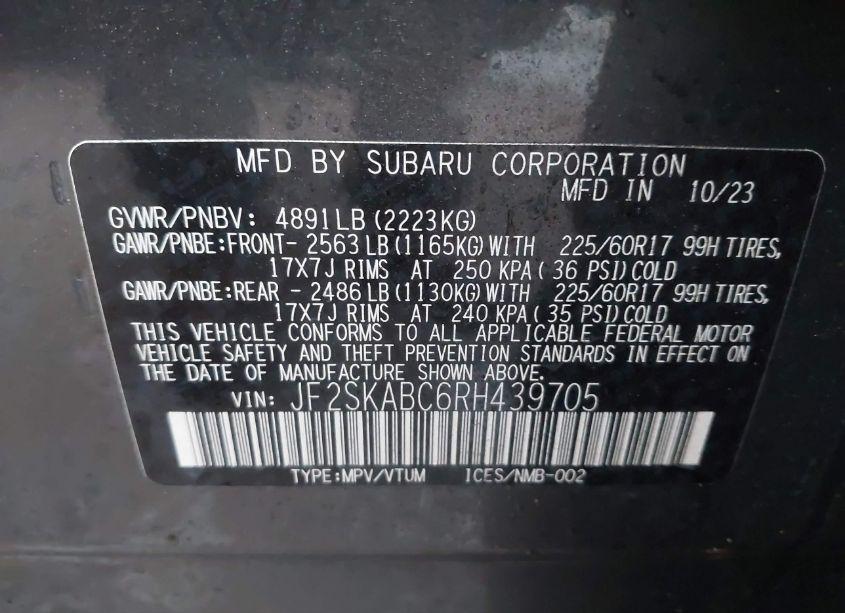 MFD BY SUBARU CORPORATION
MFD IN 10/23
GVWR/PNBV: 4891LB(2223KG)
GAWR/PNBE:FRONT- 2563LB(1165KG)WITH 225/60R17 99H TIRES,
17X7J RIMS AT 250 KPA( 36 PSI)COLD
GAWR/PNBE:REAR - 2486LB(1130KG)WITH 225/60R17 99H TIRES,
17X7J RIMS AT 240 KPA( 35 PSI)COLD
THIS VEHICLE CONFORMS TO ALL APPLICABLE FEDERAL MOTOR
VEHICLE SAFETY AND THEFT PREVENTION STANDARDS IN EFFECT ON
THE DATE OF MANUFACTURE SHOWN ABOVE.
VIN: JF2SKABC6RH439705
TYPE:MPV/VTUM ICES/NMB-002